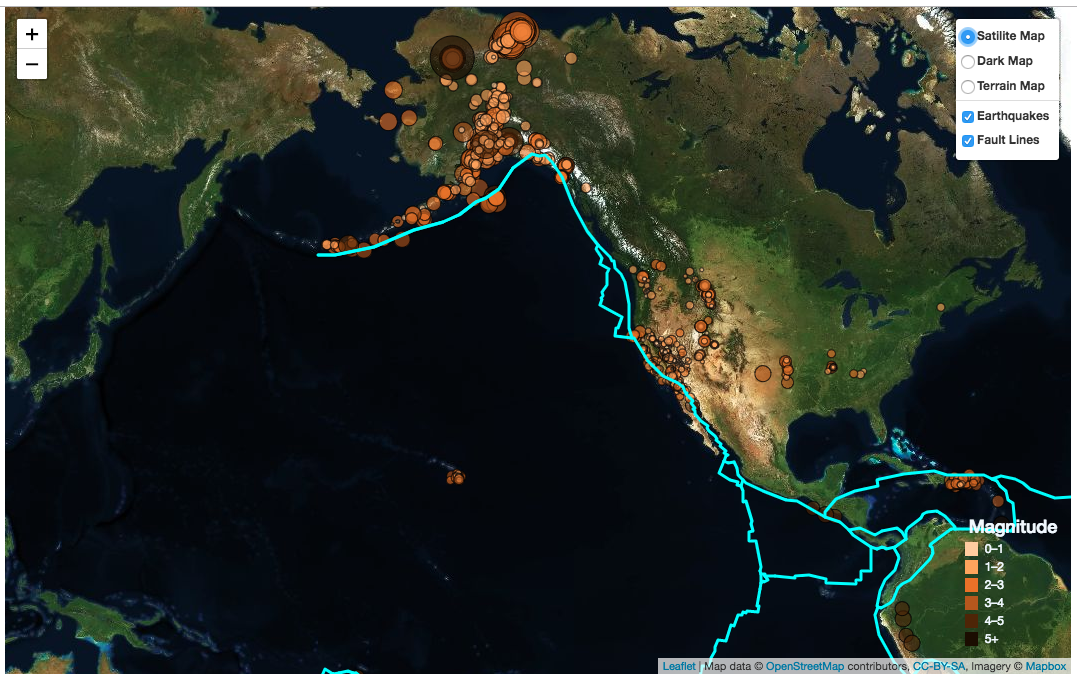 +
−
Satilite Map
Dark Map
Terrain Map
Earthquakes
Fault Lines
Magnitude
0–1
1–2
2–3
3–4
4–5
5+
Leaflet | Map data © OpenStreetMap contributors, CC-BY-SA, Imagery © Mapbox